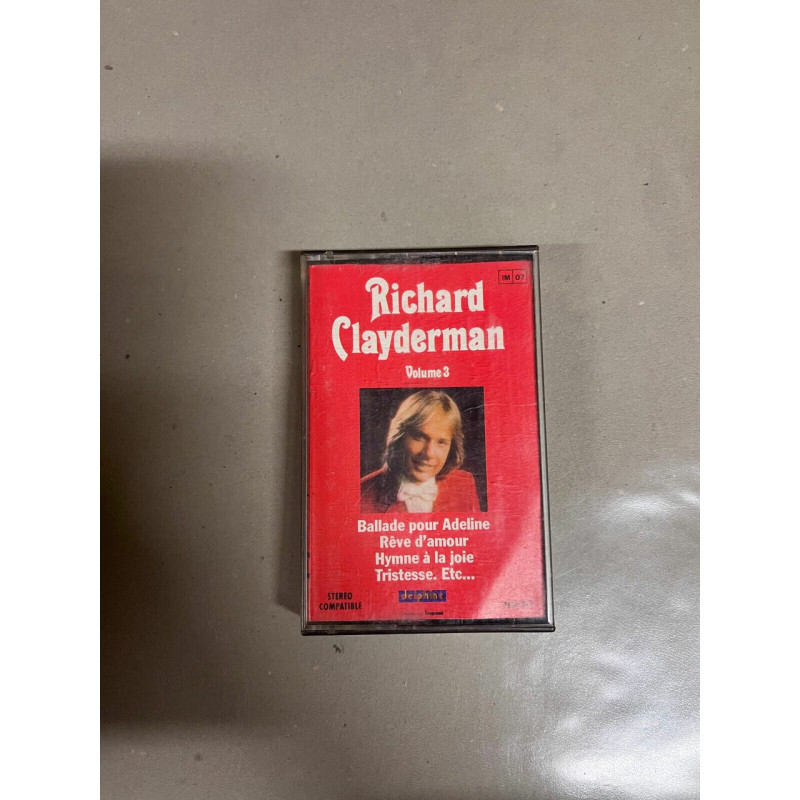 IM 07
Richard
Clayderman
Volume 3
Ballade pour Adeline
Rêve d'amour
Hymne à la joie
Tristesse. Etc...
STEREO
COMPATIBLE
delphine